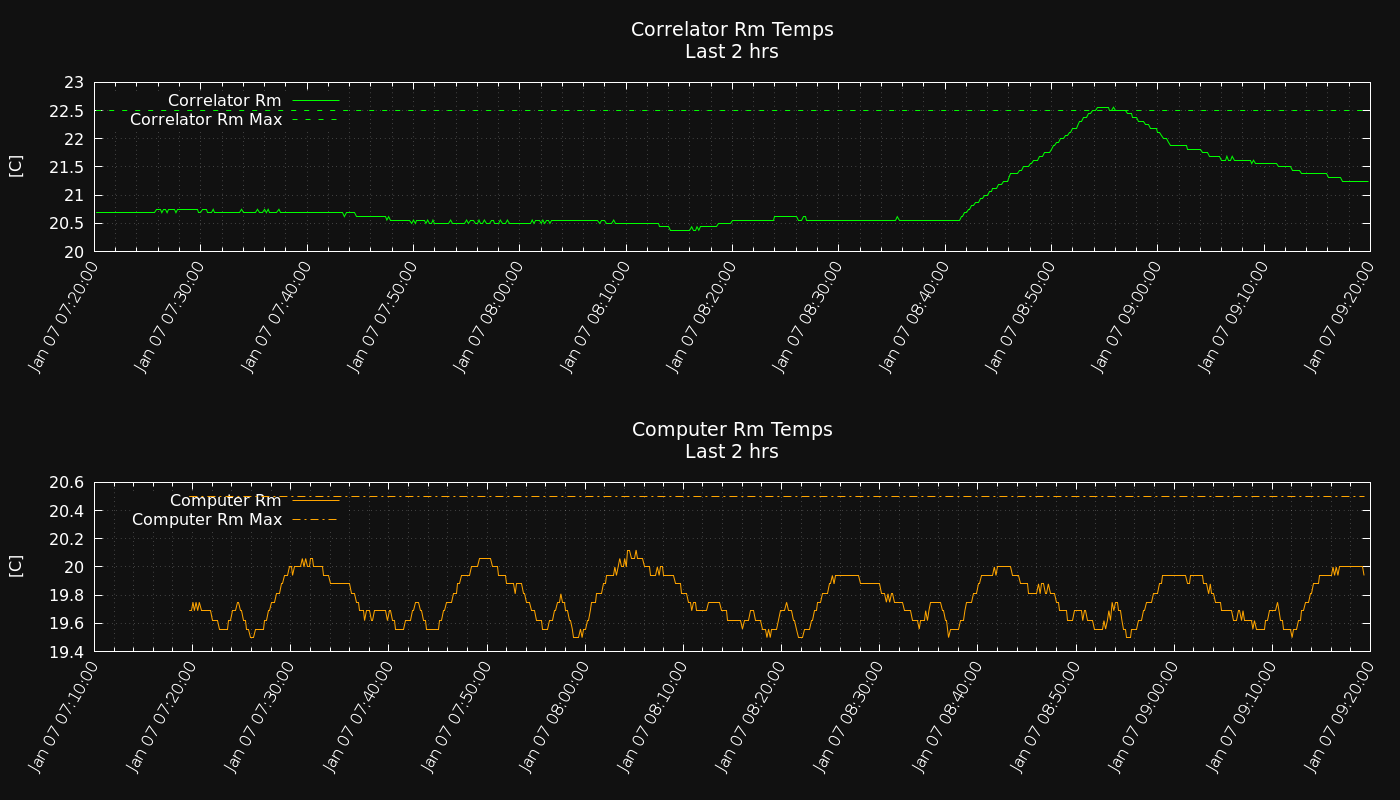 Correlator Rm Temps
Last 2 hrs
[C]
23
22.5
22
21.5
21
20.5
20
Correlator Rm
Correlator Rm Max
Jan 07 07:20:00
Jan 07 07:30:00
Jan 07 07:40:00
Jan 07 07:50:00
Jan 07 08:00:00
Jan 07 08:10:00
Jan 07 08:20:00
Jan 07 08:30:00
Jan 07 08:40:00
Jan 07 08:50:00
Jan 07 09:00:00
Jan 07 09:10:00
Jan 07 09:20:00
Computer Rm Temps
Last 2 hrs
[C]
20.6
20.4
20.2
20
19.8
19.6
19.4
Computer Rm
Computer Rm Max
Jan 07 07:10:00
Jan 07 07:20:00
Jan 07 07:30:00
Jan 07 07:40:00
Jan 07 07:50:00
Jan 07 08:00:00
Jan 07 08:10:00
Jan 07 08:20:00
Jan 07 08:30:00
Jan 07 08:40:00
Jan 07 08:50:00
Jan 07 09:00:00
Jan 07 09:10:00
Jan 07 09:20:00